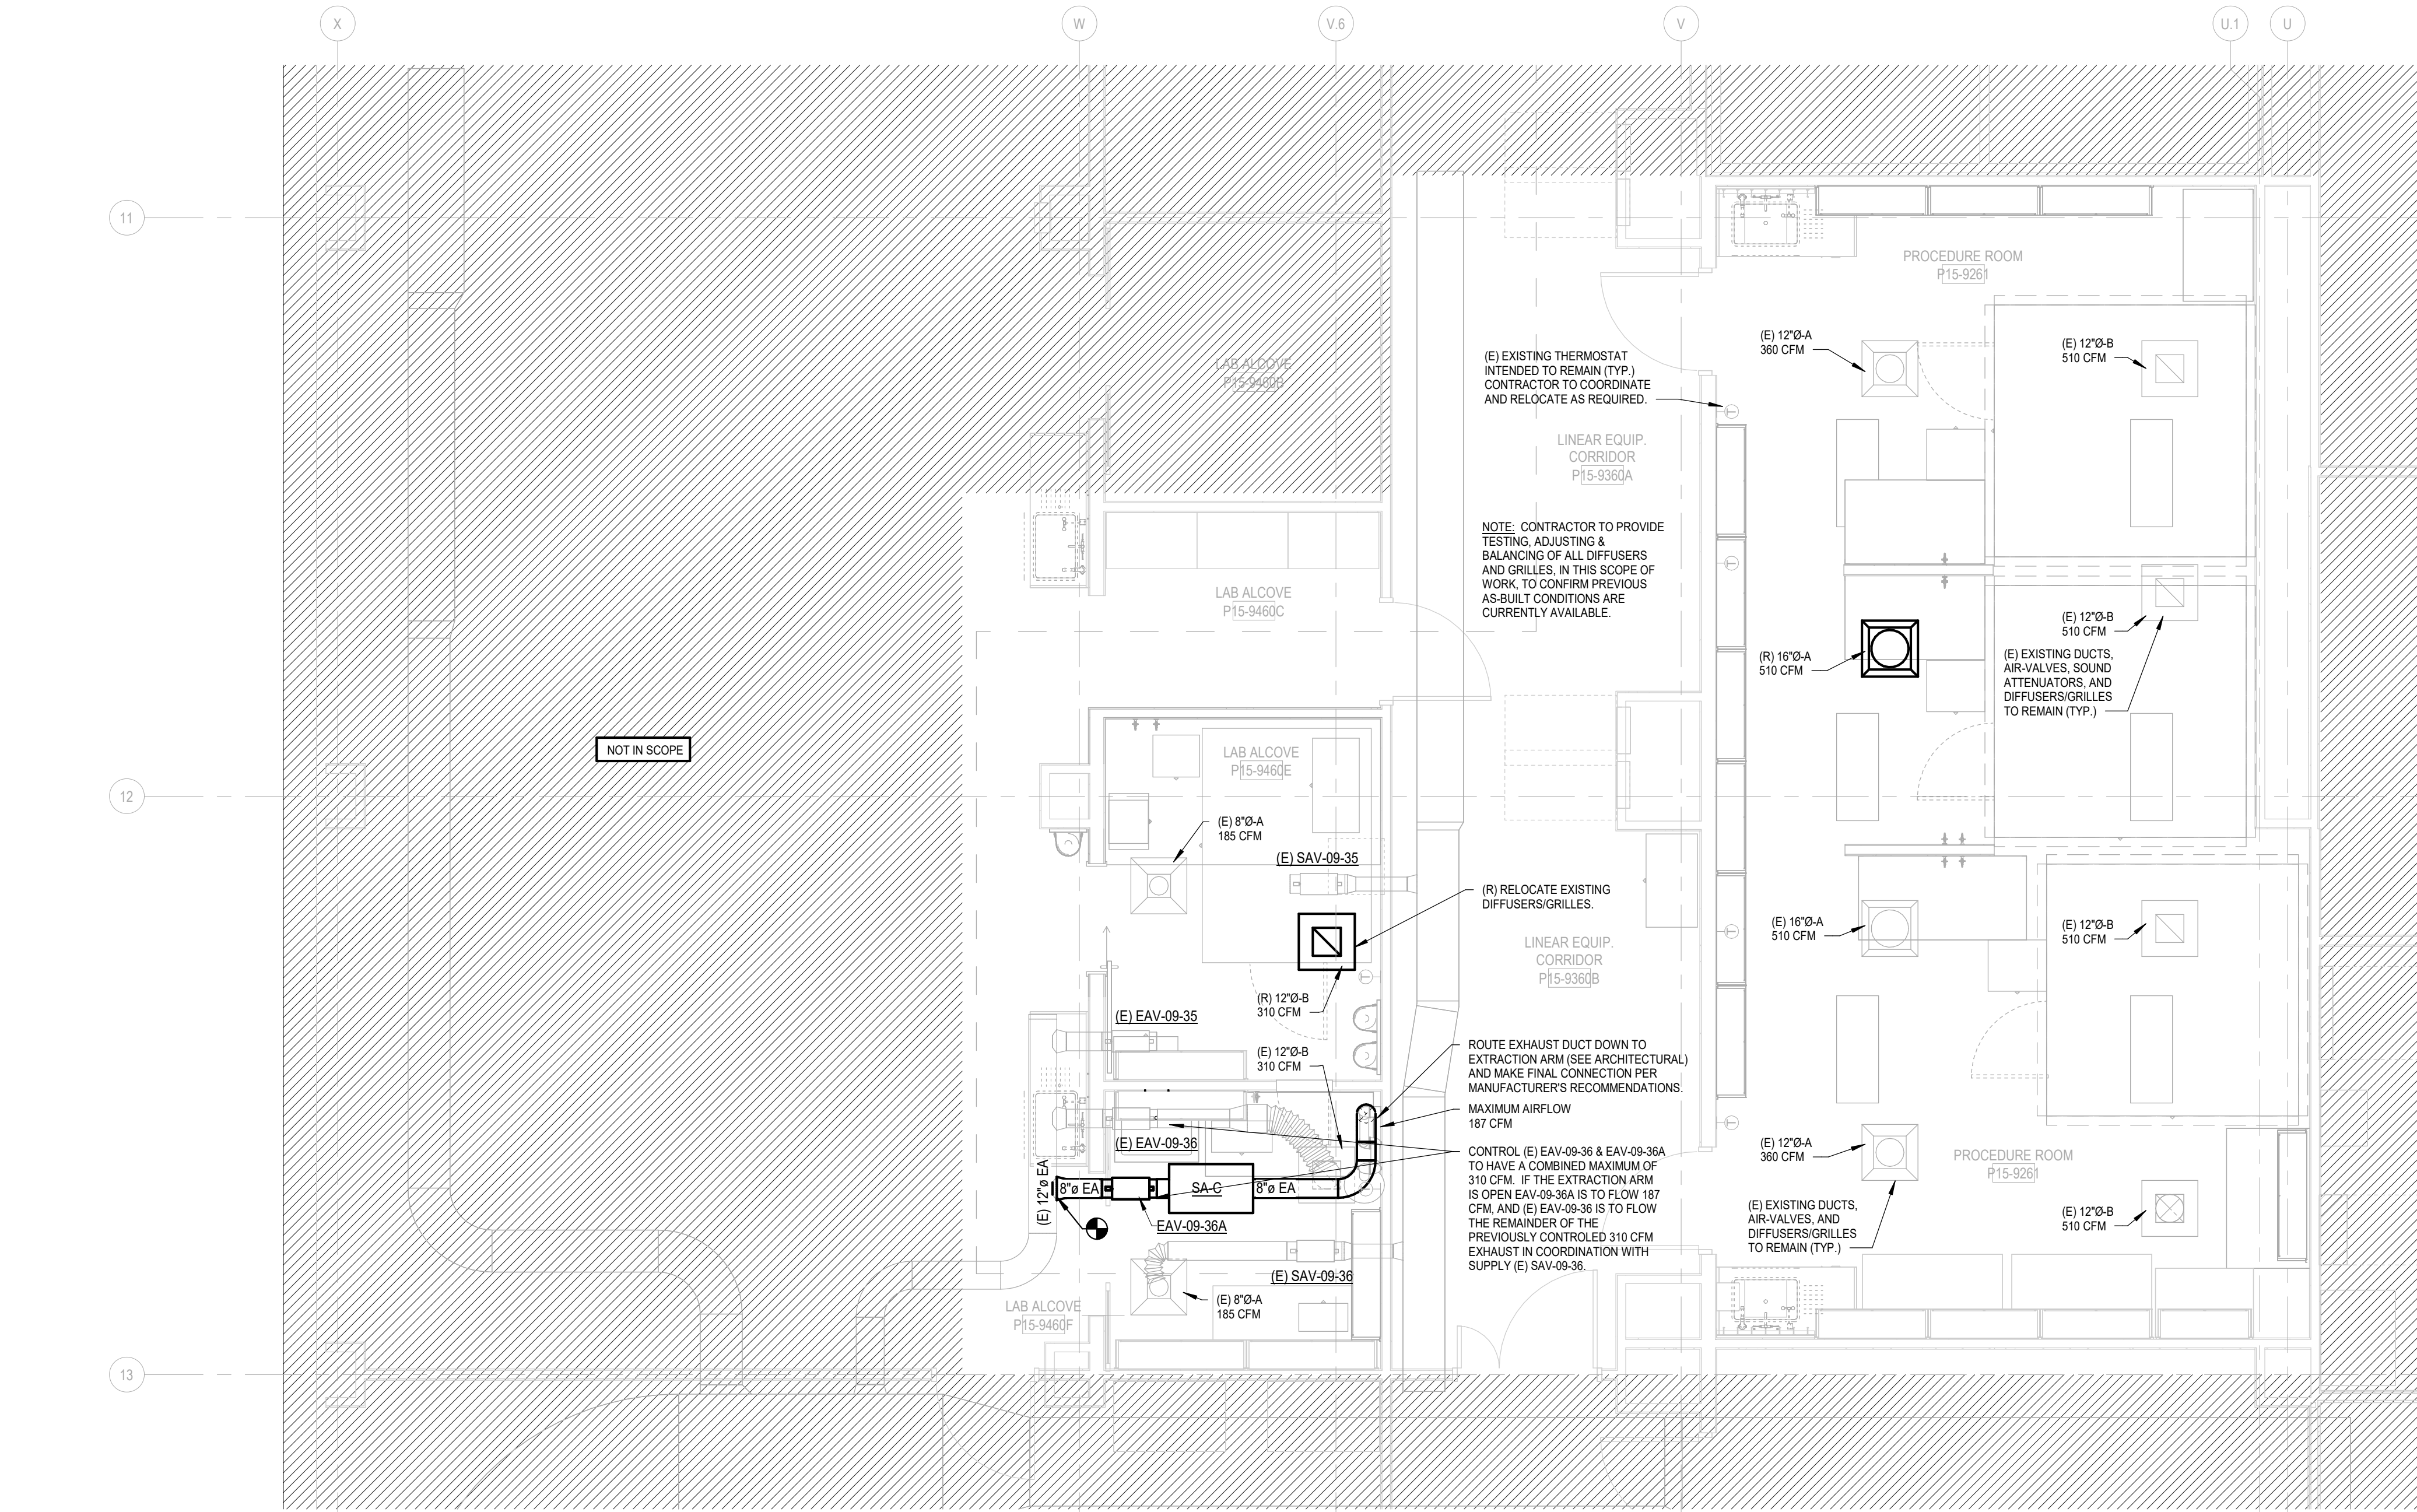 X
W
V.6
V
U.1
U
11
12
13
PROCEDURE ROOM
P15-9261
(E) 12"Ø-A
360 CFM
(E) 12"Ø-B
510 CFM
LAB ALCOVE
P15-9460B
(E) EXISTING THERMOSTAT
INTENDED TO REMAIN (TYP.)
CONTRACTOR TO COORDINATE
AND RELOCATE AS REQUIRED.
LINEAR EQUIP.
CORRIDOR
P15-9360A
NOTE: CONTRACTOR TO PROVIDE
TESTING, ADJUSTING &
BALANCING OF ALL DIFFUSERS
AND GRILLES, IN THIS SCOPE OF
WORK, TO CONFIRM PREVIOUS
AS-BUILT CONDITIONS ARE
CURRENTLY AVAILABLE.
LAB ALCOVE
P15-9460C
(E) 12"Ø-B
510 CFM
(R) 16"Ø-A
510 CFM
(E) EXISTING DUCTS,
AIR-VALVES, SOUND
ATTENUATORS, AND
DIFFUSERS/GRILLES
TO REMAIN (TYP.)
NOT IN SCOPE
LAB ALCOVE
P15-9460E
(E) 8"Ø-A
185 CFM
(E) SAV-09-35
(R) RELOCATE EXISTING
DIFFUSERS/GRILLES.
(E) 16"Ø-A
510 CFM
(E) 12"Ø-B
510 CFM
LINEAR EQUIP.
CORRIDOR
P15-9360B
(R) 12"Ø-B
310 CFM
(E) EAV-09-35
(E) 12"Ø-B
310 CFM
ROUTE EXHAUST DUCT DOWN TO
EXTRACTION ARM (SEE ARCHITECTURAL)
AND MAKE FINAL CONNECTION PER
MANUFACTURER'S RECOMMENDATIONS.
MAXIMUM AIRFLOW
187 CFM
(E) EAV-09-36
CONTROL (E) EAV-09-36 & EAV-09-36A
TO HAVE A COMBINED MAXIMUM OF
310 CFM. IF THE EXTRACTION ARM
IS OPEN EAV-09-36A IS TO FLOW 187
CFM, AND (E) EAV-09-36 IS TO FLOW
THE REMAINDER OF THE
PREVIOUSLY CONTROLED 310 CFM
EXHAUST IN COORDINATION WITH
SUPPLY (E) SAV-09-36.
(E) 12"Ø-A
360 CFM
PROCEDURE ROOM
P15-9261
(E) 12"ø EA
8"ø EA
SA-C
8"ø EA
EAV-09-36A
(E) EXISTING DUCTS,
AIR-VALVES, AND
DIFFUSERS/GRILLES
TO REMAIN (TYP.)
(E) 12"Ø-B
510 CFM
(E) SAV-09-36
(E) 8"Ø-A
185 CFM
LAB ALCOVE
P15-9460F